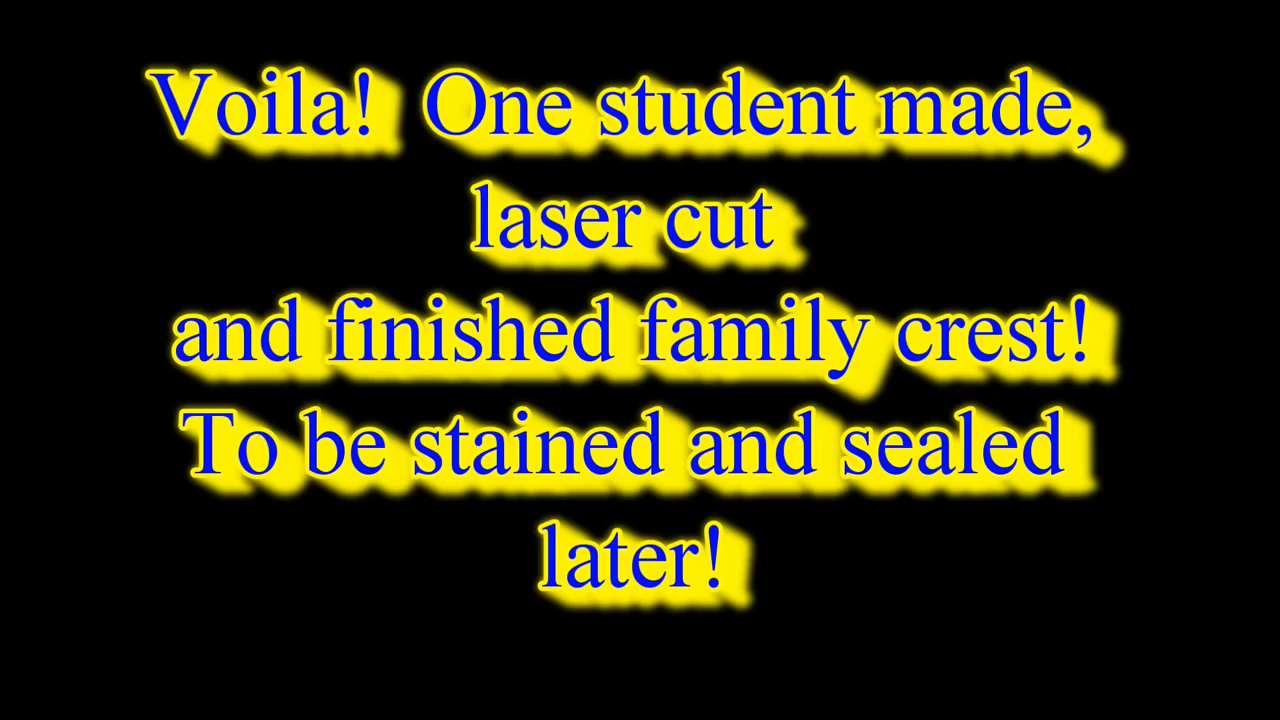 Voila!  One student made,
laser cut
and finished family crest!
To be stained and sealed
later!